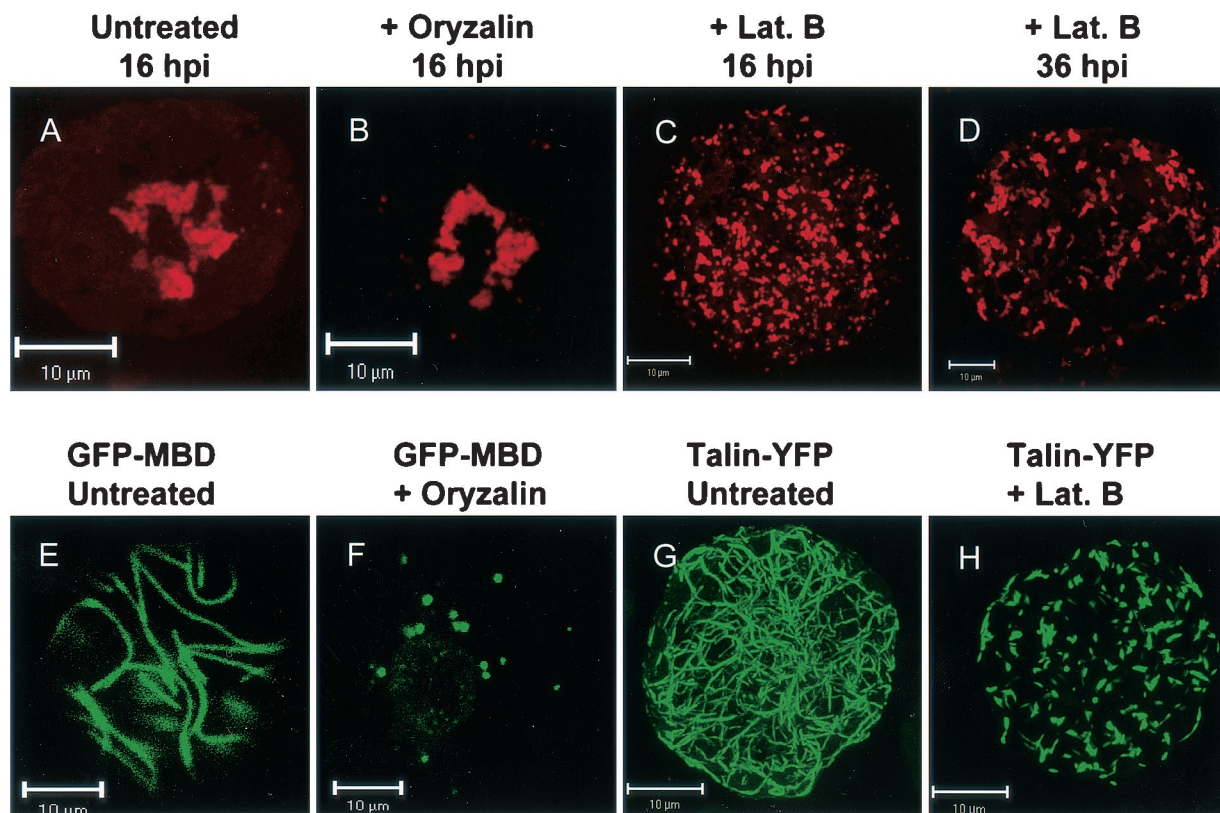 Untreated
16 hpi
+ Oryzalin
16 hpi
+ Lat. B
16 hpi
+ Lat. B
36 hpi
A
B
C
D
10 µm
10 µm
10 µm
10 µm
GFP-MBD
Untreated
GFP-MBD
+ Oryzalin
Talin-YFP
Untreated
Talin-YFP
+ Lat. B
E
F
G
H
10 µm
10 µm
10 µm
10 µm